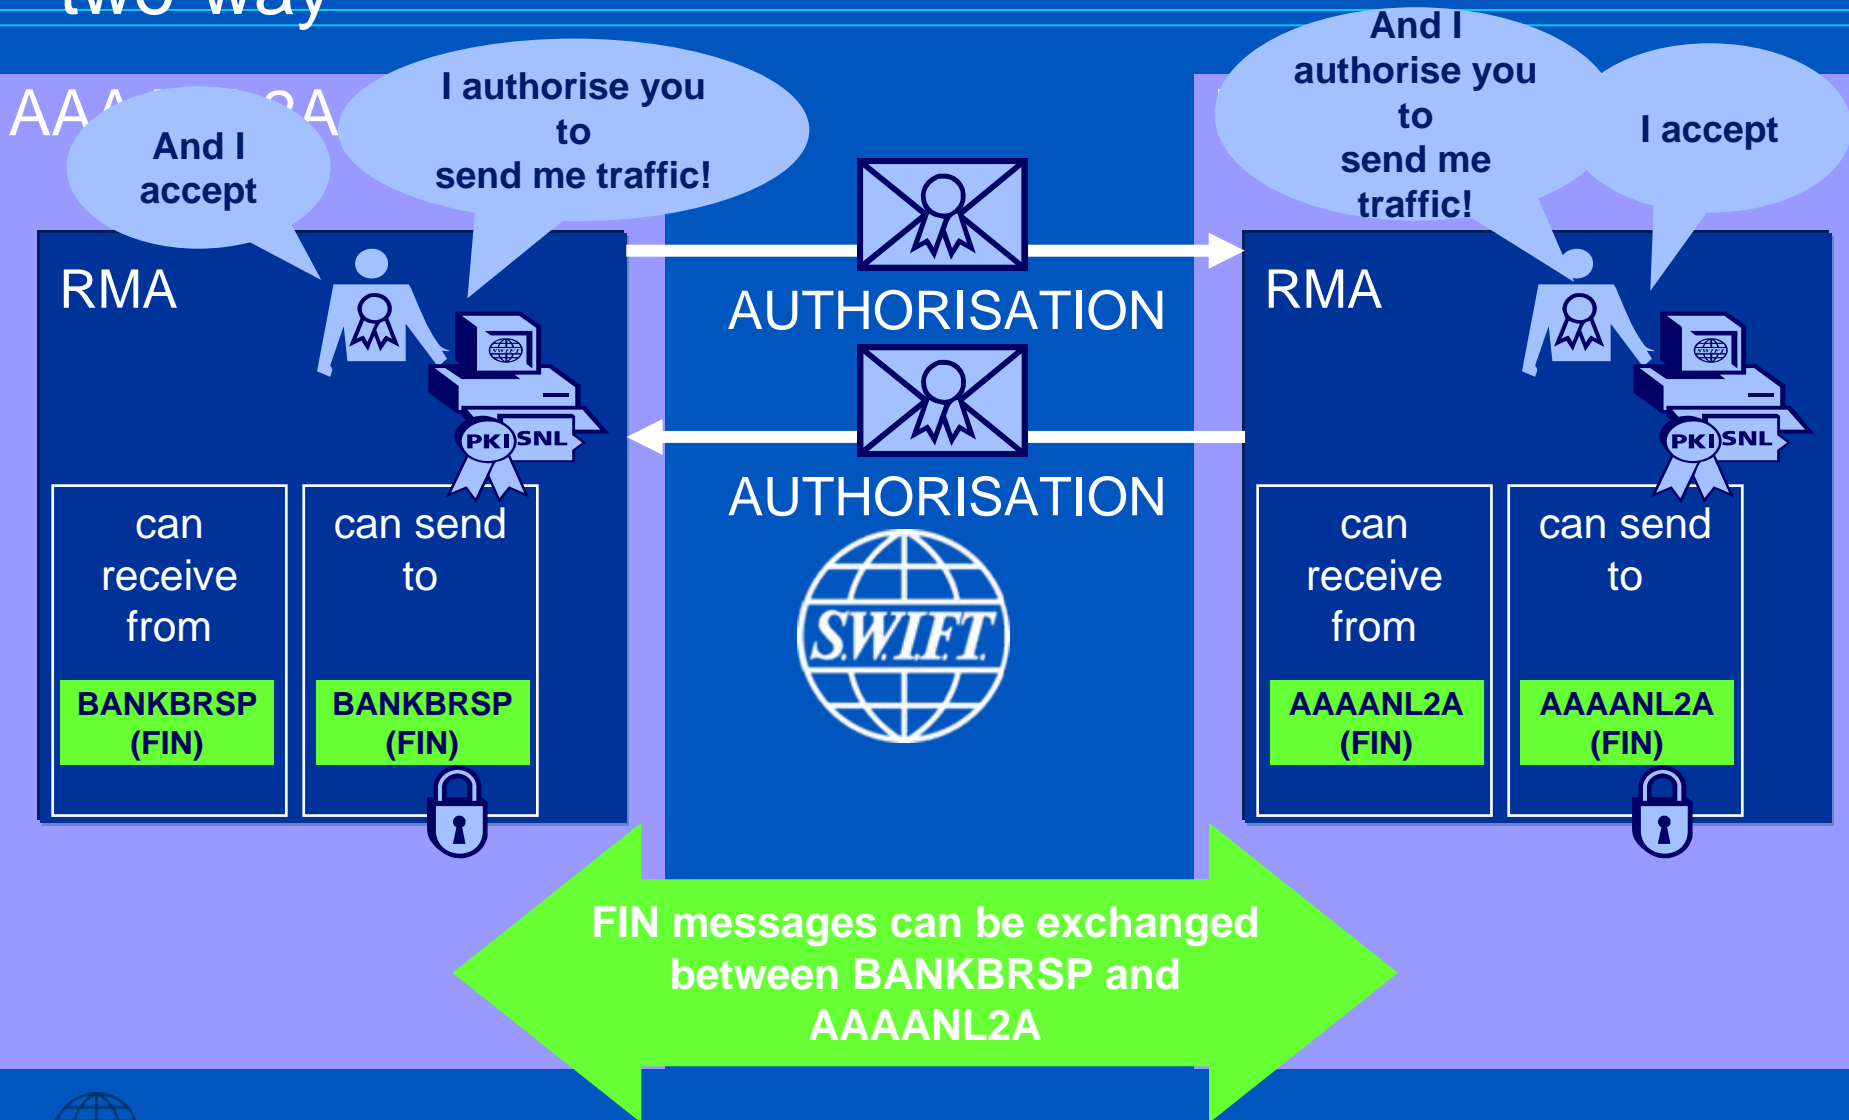 two-way
And I
accept
I authorise you
to
send me traffic!
And I
authorise you
to
send me
traffic!
I accept
RMA
AUTHORISATION
RMA
PKI SNL
AUTHORISATION
PKI SNL
can
receive
from
can send
to
S.W.I.F.T.
can
receive
from
can send
to
BANKBRSP
(FIN)
BANKBRSP
(FIN)
AAAANL2A
(FIN)
AAAANL2A
(FIN)
FIN messages can be exchanged
between BANKBRSP and
AAAANL2A